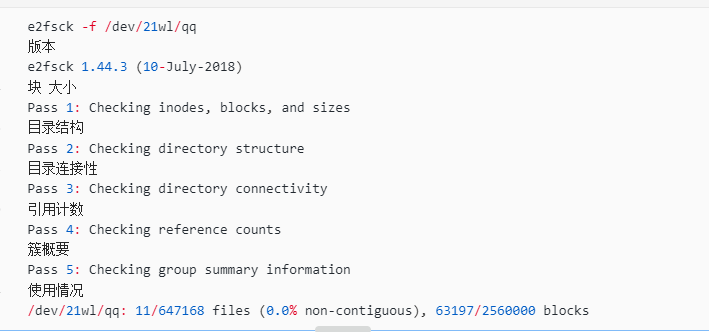 e2fsck -f /dev/21wl/qq
版本
e2fsck 1.44.3 (10-July-2018)
块 大小
Pass 1: Checking inodes, blocks, and sizes
目录结构
Pass 2: Checking directory structure
目录连接性
Pass 3: Checking directory connectivity
引用计数
Pass 4: Checking reference counts
簇概要
Pass 5: Checking group summary information
使用情况
/dev/21wl/qq: 11/647168 files (0.0% non-contiguous), 63197/2560000 blocks